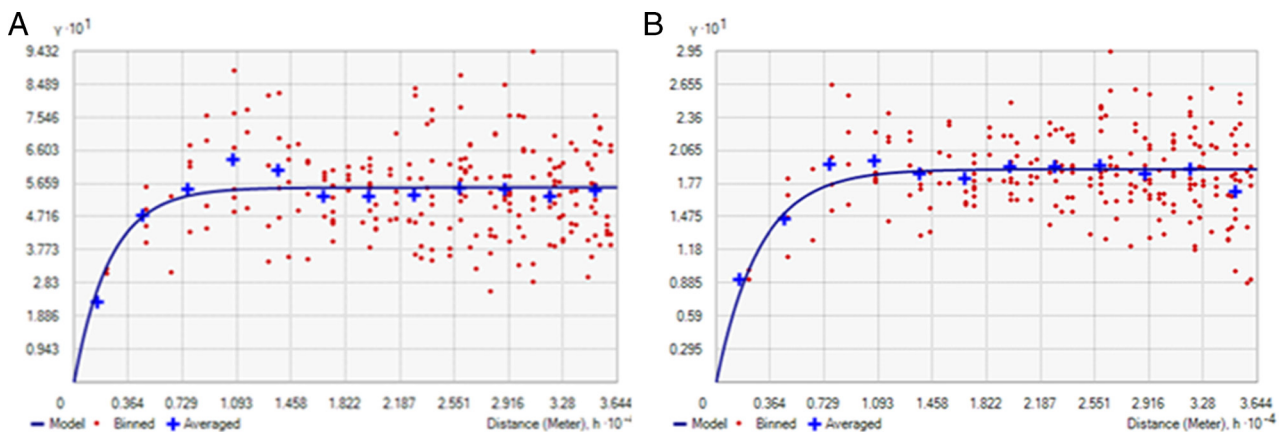 A
γ·10¹
9.432
8.489
7.546
6.603
5.659
4.716
3.773
2.83
1.886
0.943
0 0.364 0.729 1.093 1.458 1.822 2.187 2.551 2.916 3.28 3.644
Model Binned Averaged Distance (Meter), h·10⁻⁴
B
γ·10¹
2.95
2.655
2.36
2.065
1.77
1.475
1.18
0.885
0.59
0.295
0 0.364 0.729 1.093 1.458 1.822 2.187 2.551 2.916 3.28 3.644
Model Binned Averaged Distance (Meter), h·10⁻⁴